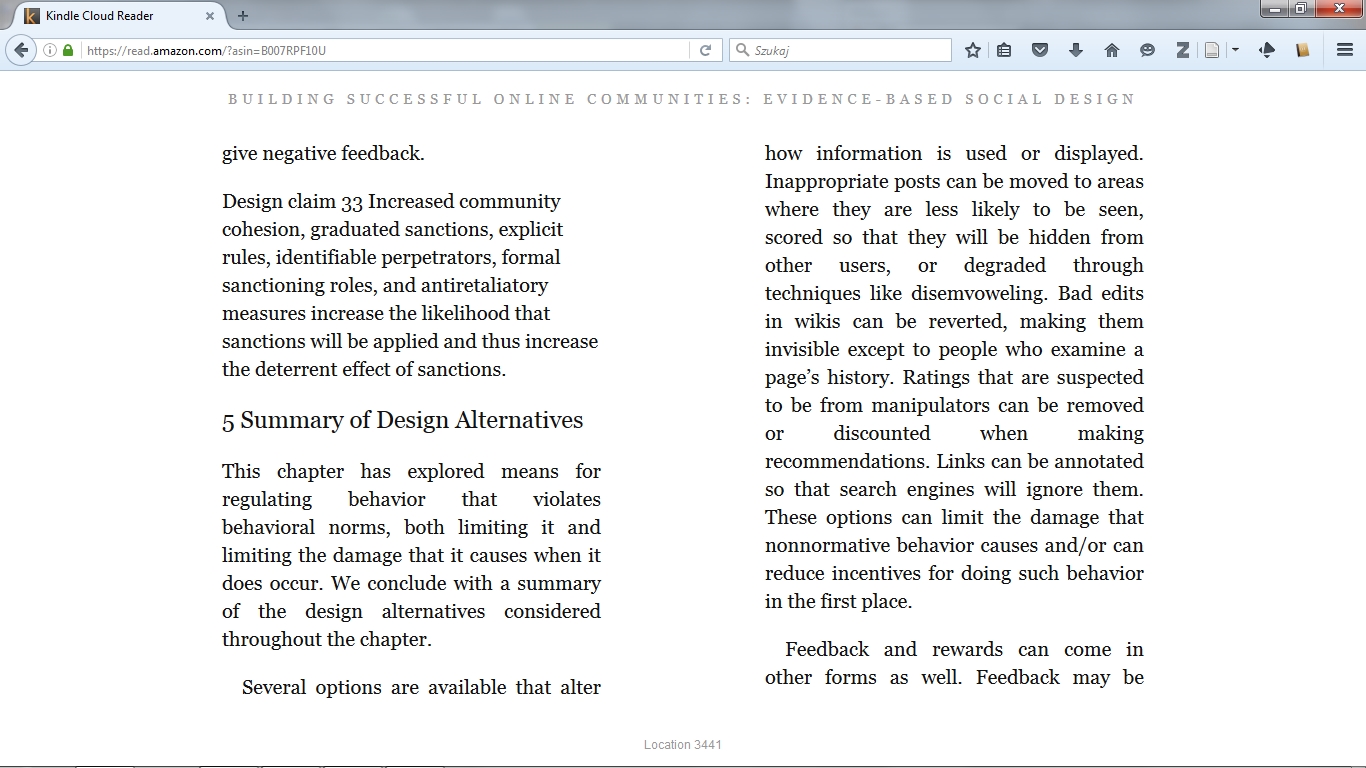 Kindle Cloud Reader
https://read.amazon.com/?asin=B007RPF10U
Szukaj
BUILDING SUCCESSFUL ONLINE COMMUNITIES: EVIDENCE-BASED SOCIAL DESIGN
give negative feedback.
Design claim 33 Increased community
cohesion, graduated sanctions, explicit
rules, identifiable perpetrators, formal
sanctioning roles, and antiretaliatory
measures increase the likelihood that
sanctions will be applied and thus increase
the deterrent effect of sanctions.
5 Summary of Design Alternatives
This chapter has explored means for
regulating behavior that violates
behavioral norms, both limiting it and
limiting the damage that it causes when it
does occur. We conclude with a summary
of the design alternatives considered
throughout the chapter.
Several options are available that alter
how information is used or displayed.
Inappropriate posts can be moved to areas
where they are less likely to be seen,
scored so that they will be hidden from
other users, or degraded through
techniques like disemvoweling. Bad edits
in wikis can be reverted, making them
invisible except to people who examine a
page’s history. Ratings that are suspected
to be from manipulators can be removed
or discounted when making
recommendations. Links can be annotated
so that search engines will ignore them.
These options can limit the damage that
nonnormative behavior causes and/or can
reduce incentives for doing such behavior
in the first place.
Feedback and rewards can come in
other forms as well. Feedback may be
Location 3441